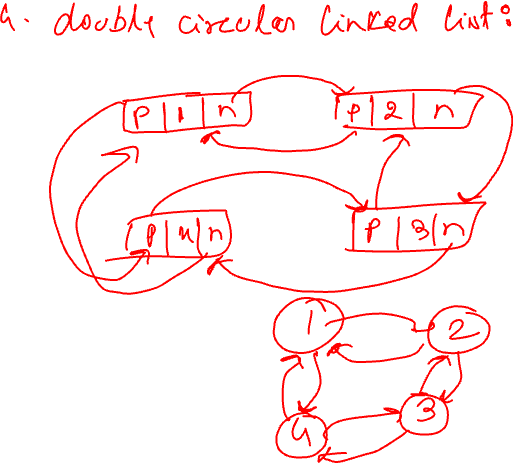 4. double circular linked list:
P 1 n
P 2 n
P 4 n
P 3 n
1 2
4 3